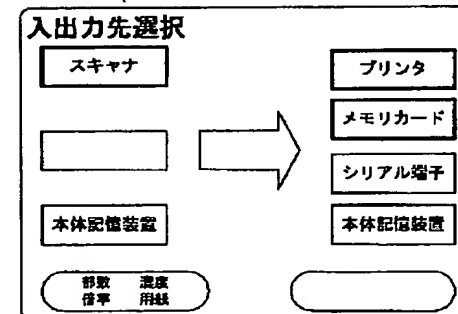 入出力先選択
スキャナ
プリンタ
メモリカード
シリアル端子
本体記憶装置
本体記憶装置
部数 濃度
倍率 用紙